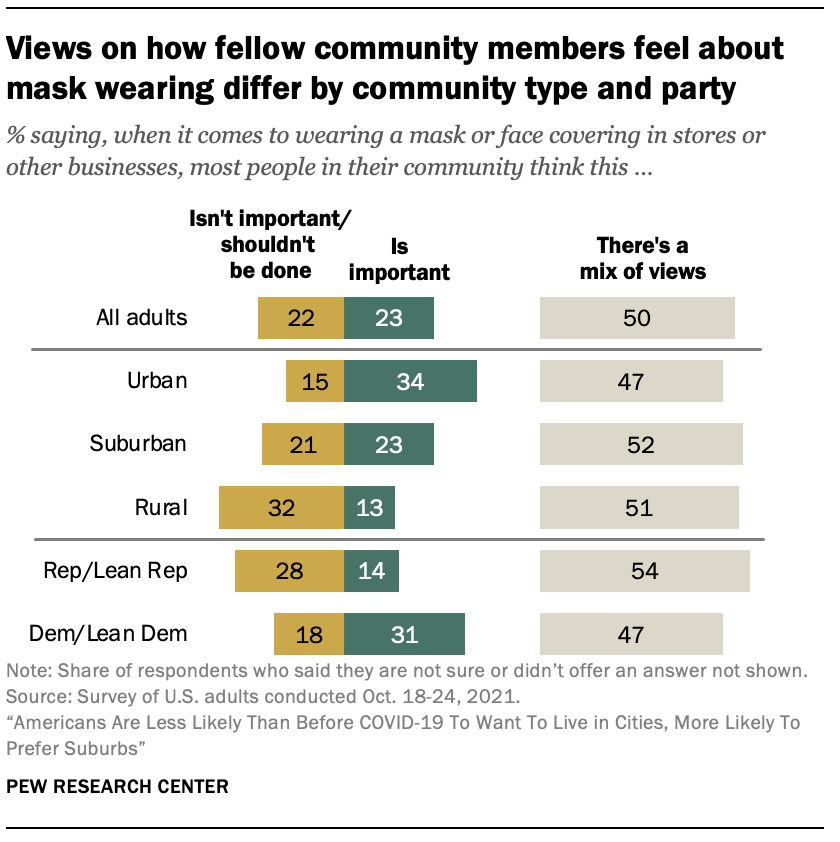 Views on how fellow community members feel about
mask wearing differ by community type and party
% saying, when it comes to wearing a mask or face covering in stores or
other businesses, most people in their community think this ...
Isn't important/
shouldn't
be done
Is
important
There's a
mix of views
All adults 22 23 50
Urban 15 34 47
Suburban 21 23 52
Rural 32 13 51
Rep/Lean Rep 28 14 54
Dem/Lean Dem 18 31 47
Note: Share of respondents who said they are not sure or didn’t offer an answer not shown.
Source: Survey of U.S. adults conducted Oct. 18-24, 2021.
“Americans Are Less Likely Than Before COVID-19 To Want To Live in Cities, More Likely To
Prefer Suburbs”
PEW RESEARCH CENTER